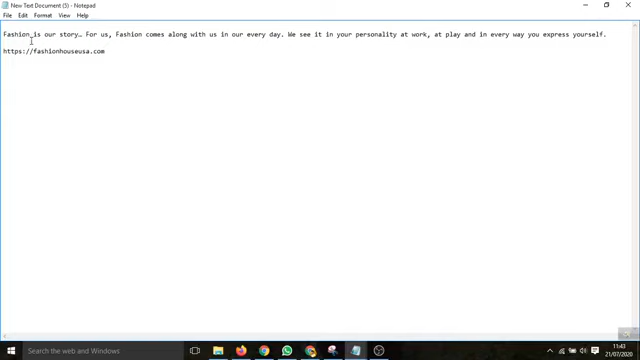 New Text Document (5) - Notepad
File Edit Format View Help
Fashion is our story… For us, Fashion comes along with us in our every day. We see it in your personality at work, at play and in every way you express yourself.
https://fashionhouseusa.com
Search the web and Windows
11:43
21/07/2020